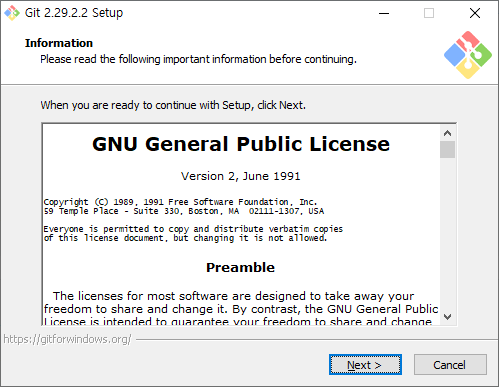 Git 2.29.2.2 Setup
Information
Please read the following important information before continuing.
When you are ready to continue with Setup, click Next.
GNU General Public License
Version 2, June 1991
Copyright (C) 1989, 1991 Free Software Foundation, Inc.
59 Temple Place - Suite 330, Boston, MA  02111-1307, USA
Everyone is permitted to copy and distribute verbatim copies
of this license document, but changing it is not allowed.
Preamble
The licenses for most software are designed to take away your
freedom to share and change it. By contrast, the GNU General Public
License is intended to guarantee your freedom to share and change
https://gitforwindows.org/
Next >
Cancel